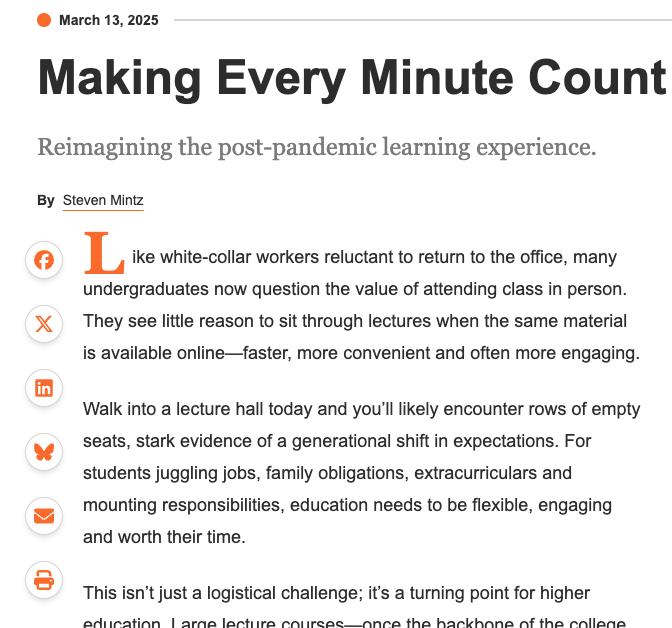 March 13, 2025
Making Every Minute Count
Reimagining the post-pandemic learning experience.
By Steven Mintz
Like white-collar workers reluctant to return to the office, many
undergraduates now question the value of attending class in person.
They see little reason to sit through lectures when the same material
is available online—faster, more convenient and often more engaging.
Walk into a lecture hall today and you’ll likely encounter rows of empty
seats, stark evidence of a generational shift in expectations. For
students juggling jobs, family obligations, extracurriculars and
mounting responsibilities, education needs to be flexible, engaging
and worth their time.
This isn’t just a logistical challenge; it’s a turning point for higher
education. Large lecture courses—once the backbone of the college